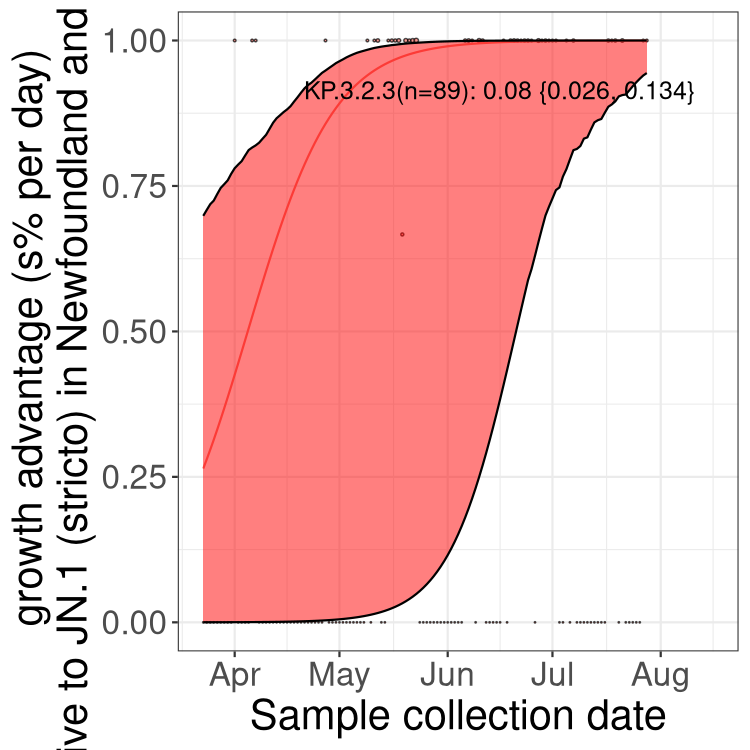 growth advantage (s% per day)
ive to JN.1 (stricto) in Newfoundland and
1.00
0.75
0.50
0.25
0.00
KP.3.2.3(n=89): 0.08 {0.026, 0.134}
Apr May Jun Jul Aug
Sample collection date